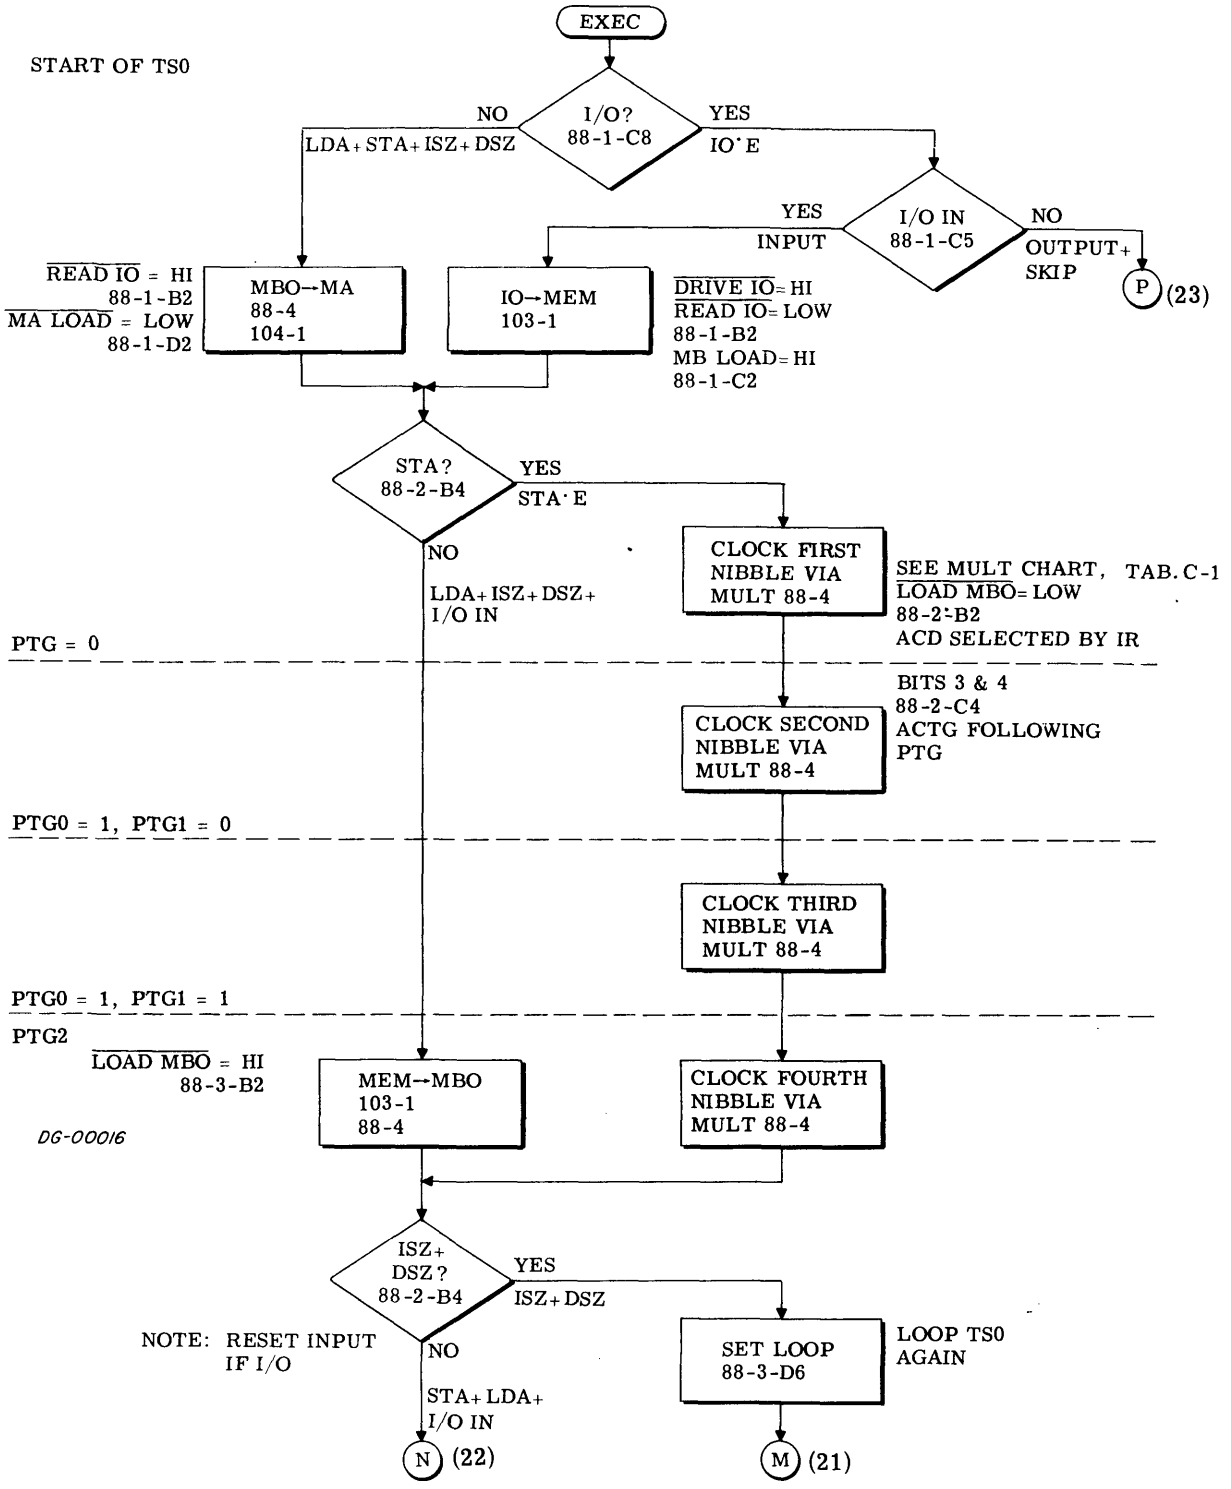 EXEC
START OF TS0
I/O?
88-1-C8
NO
LDA+STA+ISZ+DSZ
YES
IO·E
I/O IN
88-1-C5
YES
INPUT
NO
OUTPUT+
SKIP
P (23)
READ IO = HI
88-1-B2
MA LOAD = LOW
88-1-D2
MBO→MA
88-4
104-1
IO→MEM
103-1
DRIVE IO=HI
READ IO=LOW
88-1-B2
MB LOAD=HI
88-1-C2
STA?
88-2-B4
YES
STA·E
NO
LDA+ISZ+DSZ+
I/O IN
CLOCK FIRST
NIBBLE VIA
MULT 88-4
SEE MULT CHART, TAB.C-1
LOAD MBO=LOW
88-2-B2
ACD SELECTED BY IR
PTG = 0
BITS 3 & 4
88-2-C4
ACTG FOLLOWING
PTG
CLOCK SECOND
NIBBLE VIA
MULT 88-4
PTG0 = 1, PTG1 = 0
CLOCK THIRD
NIBBLE VIA
MULT 88-4
PTG0 = 1, PTG1 = 1
PTG2
LOAD MBO = HI
88-3-B2
MEM→MBO
103-1
88-4
CLOCK FOURTH
NIBBLE VIA
MULT 88-4
DG-00016
ISZ+
DSZ?
88-2-B4
YES
ISZ+DSZ
NOTE: RESET INPUT
IF I/O
NO
STA+LDA+
I/O IN
SET LOOP
88-3-D6
LOOP TS0
AGAIN
N (22)
M (21)